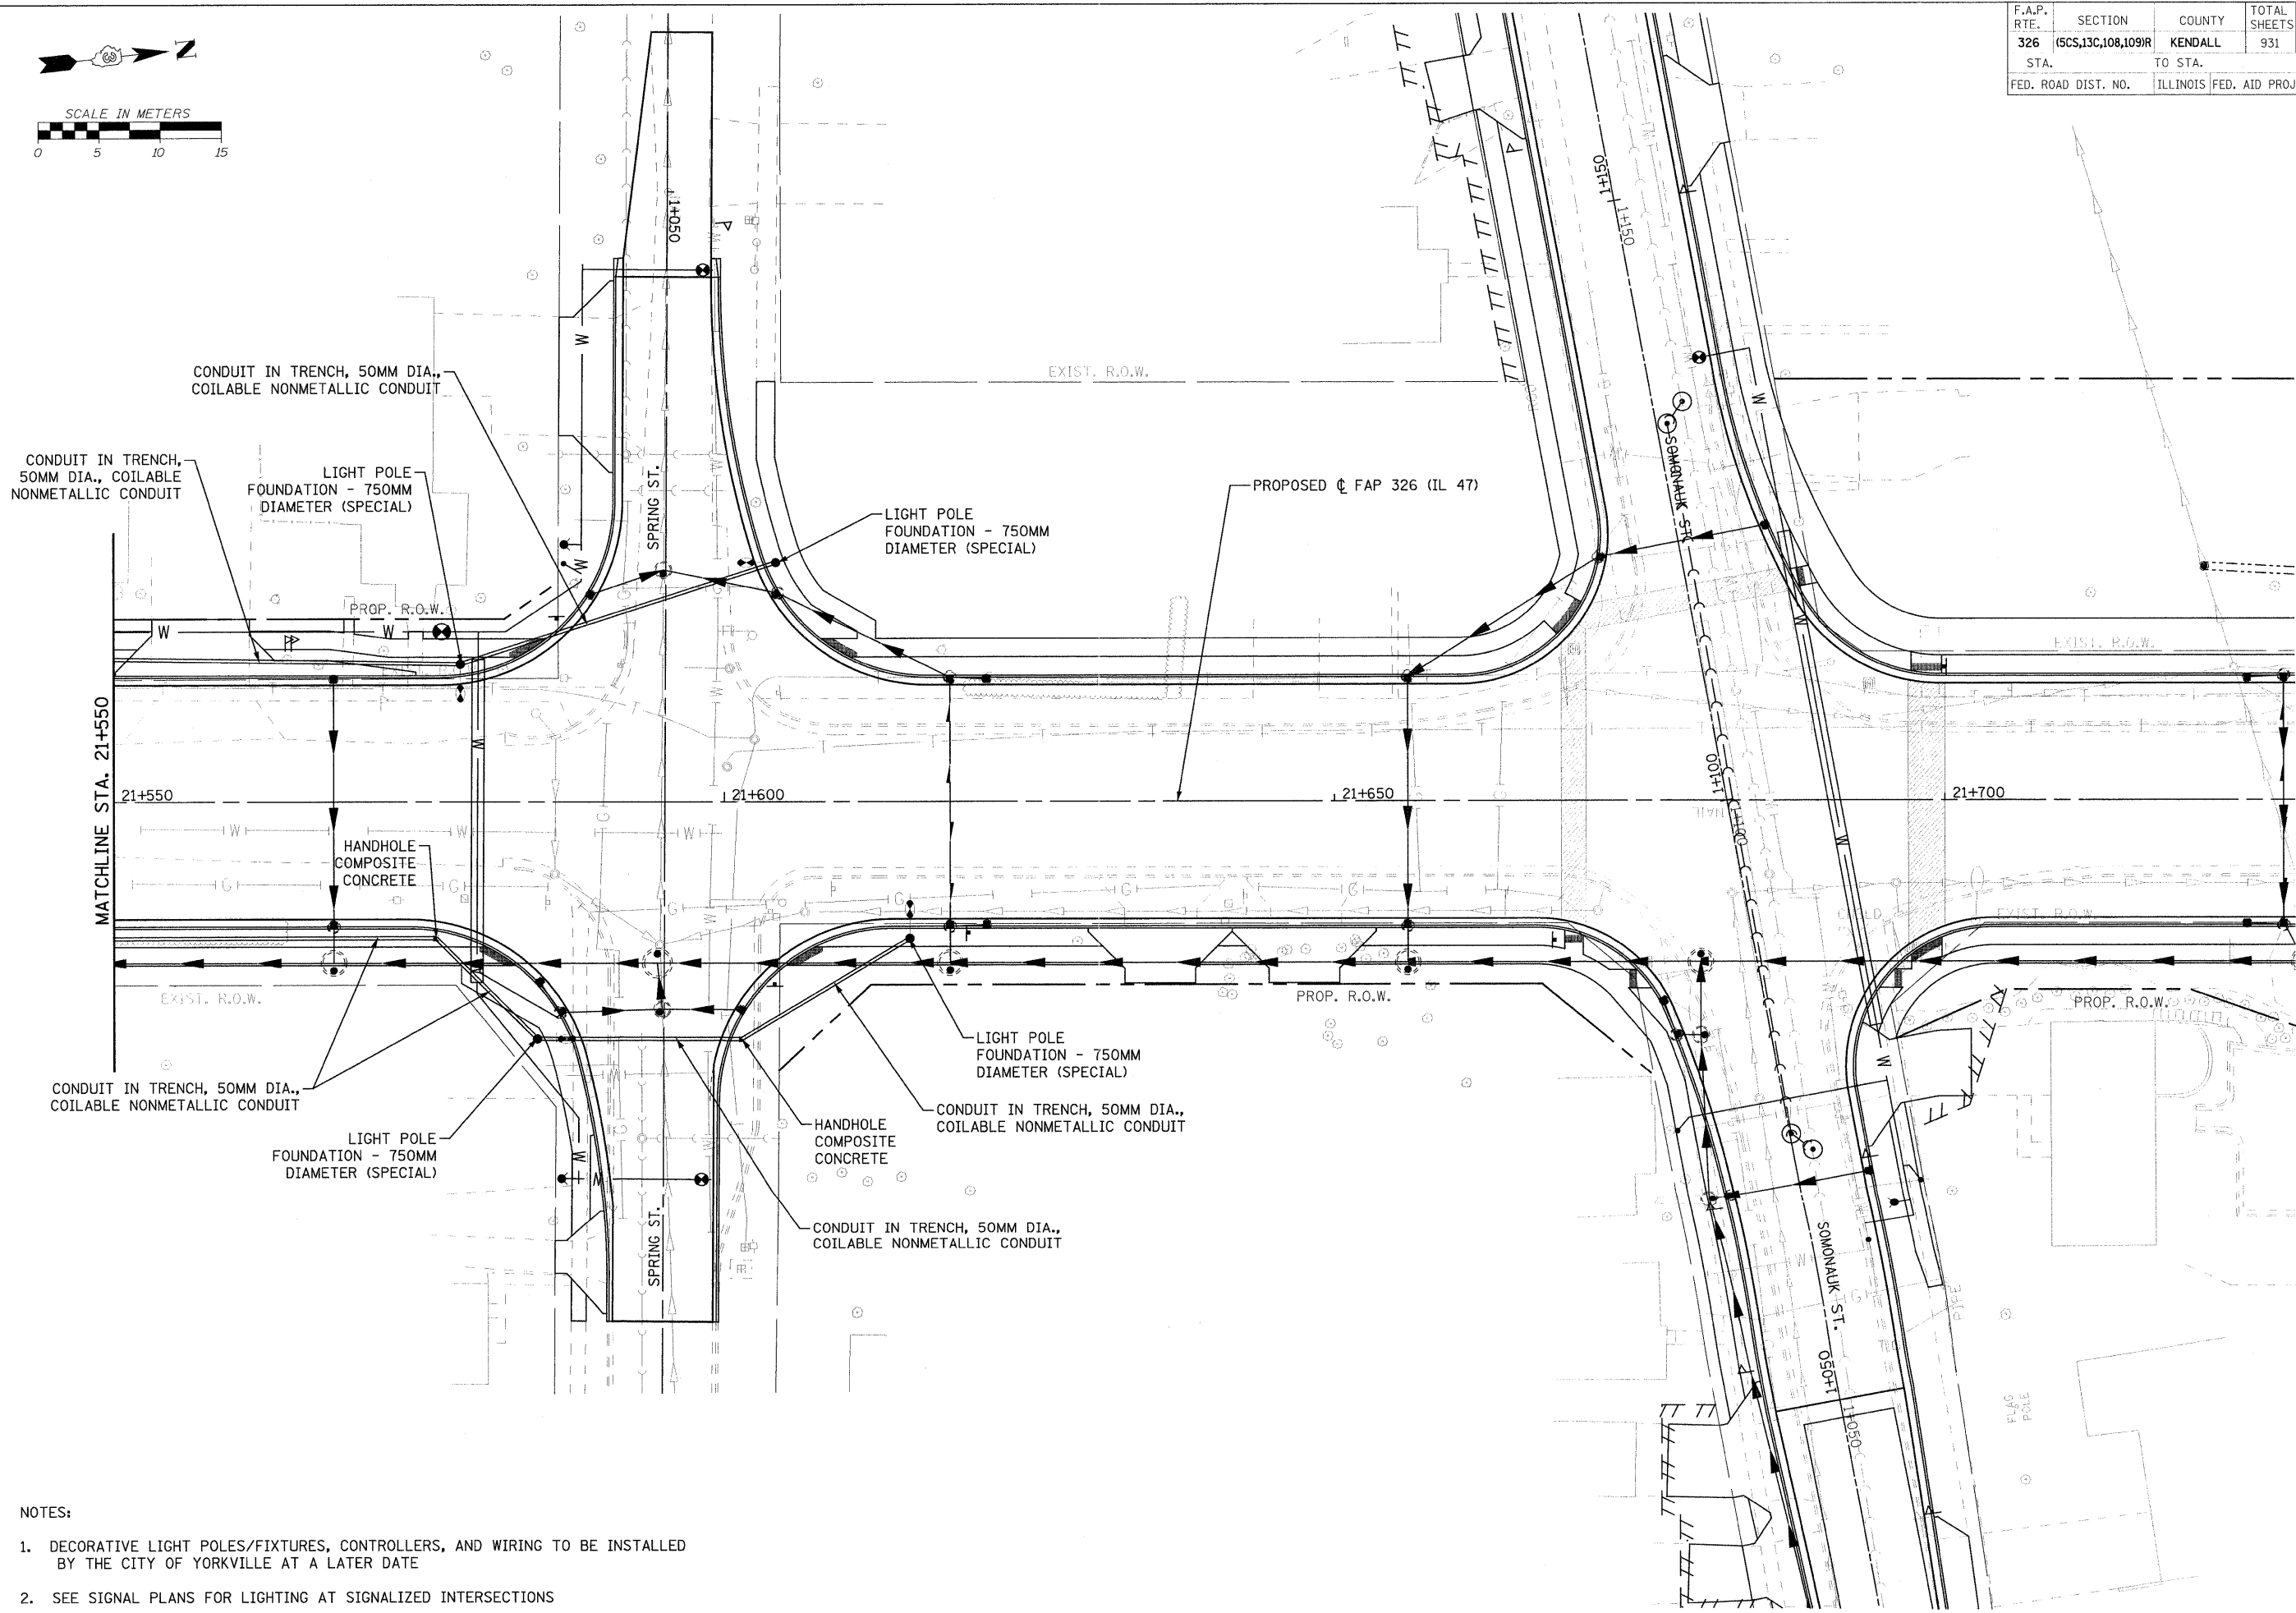 F.A.P. RTE. SECTION COUNTY TOTAL SHEETS
326 (5CS,13C,108,109)R KENDALL 931
STA. TO STA.
FED. ROAD DIST. NO. ILLINOIS FED. AID PROJ
N
SCALE IN METERS
0 5 10 15
1+050
1+150
1+150
CONDUIT IN TRENCH, 50MM DIA.,
COILABLE NONMETALLIC CONDUIT
EXIST. R.O.W.
CONDUIT IN TRENCH,
50MM DIA., COILABLE
NONMETALLIC CONDUIT
LIGHT POLE
FOUNDATION - 750MM
DIAMETER (SPECIAL)
SPRING ST.
LIGHT POLE
FOUNDATION - 750MM
DIAMETER (SPECIAL)
PROPOSED ℄ FAP 326 (IL 47)
SOMONAUK ST.
PROP. R.O.W.
EXIST. R.O.W.
MATCHLINE STA. 21+550
21+550
21+600
21+650
21+700
1+100
1+100
HANDHOLE
COMPOSITE
CONCRETE
EXIST. R.O.W.
EXIST. R.O.W.
PROP. R.O.W.
PROP. R.O.W.
LIGHT POLE
FOUNDATION - 750MM
DIAMETER (SPECIAL)
CONDUIT IN TRENCH, 50MM DIA.,
COILABLE NONMETALLIC CONDUIT
CONDUIT IN TRENCH, 50MM DIA.,
COILABLE NONMETALLIC CONDUIT
HANDHOLE
COMPOSITE
CONCRETE
LIGHT POLE
FOUNDATION - 750MM
DIAMETER (SPECIAL)
CONDUIT IN TRENCH, 50MM DIA.,
COILABLE NONMETALLIC CONDUIT
SPRING ST.
SOMONAUK ST.
1+050
1+050
FLAG
POLE
NOTES:
1. DECORATIVE LIGHT POLES/FIXTURES, CONTROLLERS, AND WIRING TO BE INSTALLED
BY THE CITY OF YORKVILLE AT A LATER DATE
2. SEE SIGNAL PLANS FOR LIGHTING AT SIGNALIZED INTERSECTIONS